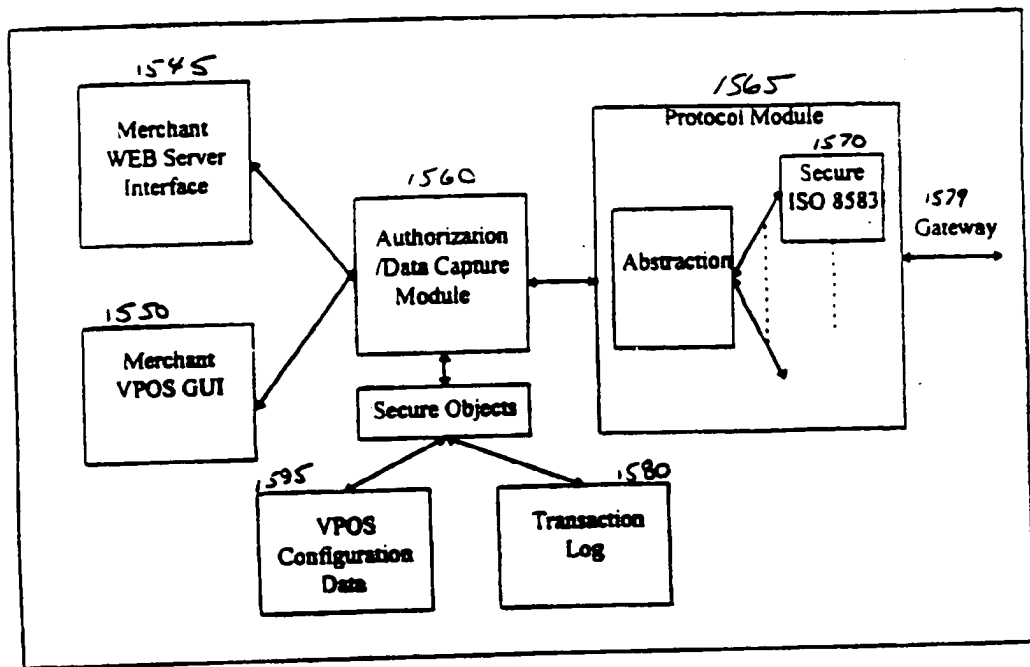 1545
Merchant
WEB Server
Interface
1550
Merchant
VPOS GUI
1560
Authorization
/Data Capture
Module
Secure Objects
1595
VPOS
Configuration
Data
1580
Transaction
Log
1565
Protocol Module
1570
Secure
ISO 8583
Abstraction
1579
Gateway